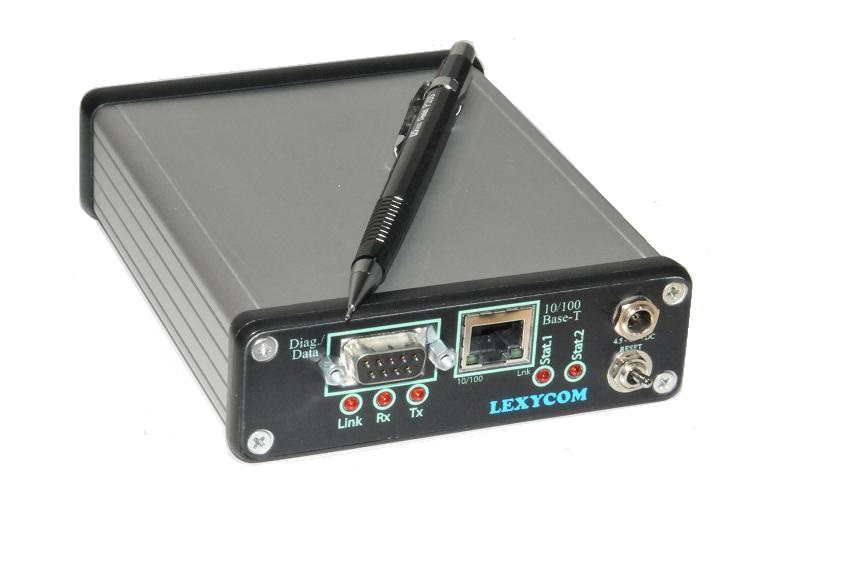 Diag./
Data
10/100
Base-T
Stat.1
Stat.2
10/100
Lnk
RESET
Link
Rx
Tx
LEXYCOM